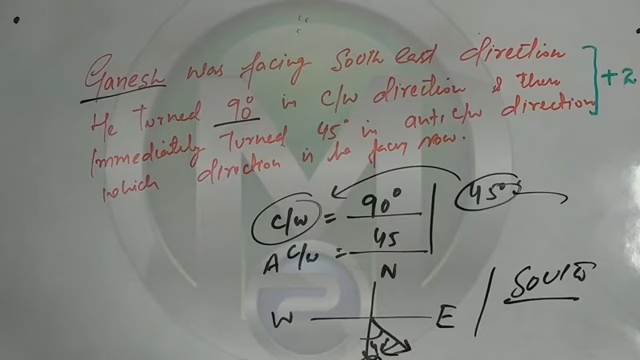 Ganesh was facing South east direction
He turned 90° in c/w direction & then
Immediately turned 45° in anti c/w direction
which direction is he facing now.
+2
c/w = 90°
45°
A c/w = 45
N
W E
South